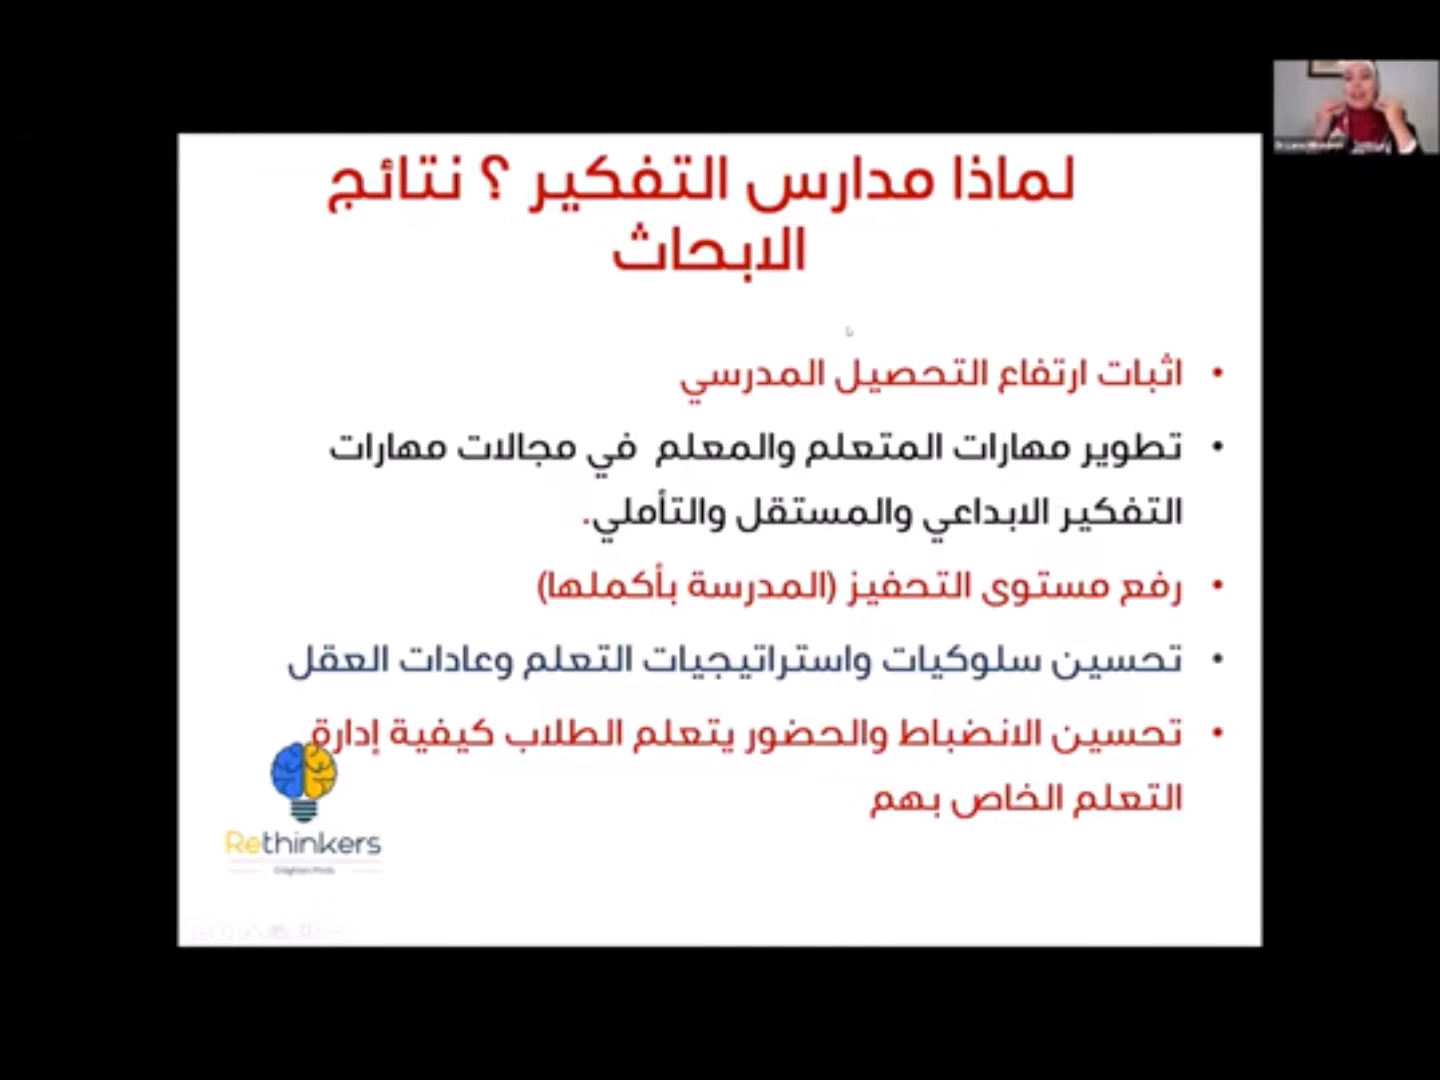 لماذا مدارس التفكير ؟ نتائج
الابحاث
• اثبات ارتفاع التحصيل المدرسي
• تطوير مهارات المتعلم والمعلم في مجالات مهارات
التفكير الابداعي والمستقل والتأملي.
• رفع مستوى التحفيز (المدرسة بأكملها)
• تحسين سلوكيات واستراتيجيات التعلم وعادات العقل
• تحسين الانضباط والحضور يتعلم الطلاب كيفية إدارة
التعلم الخاص بهم
Rethinkers